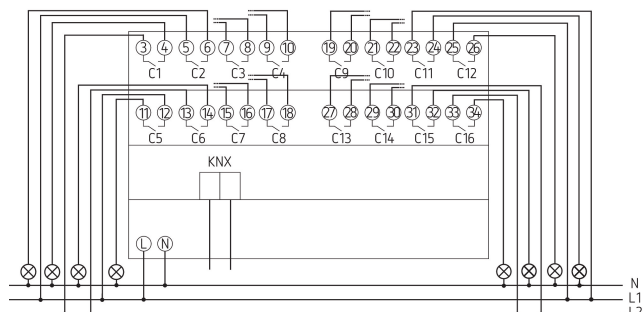 3 4 5 6 7 8 9 10 19 20 21 22 23 24 25 26
C1 C2 C3 C4 C9 C10 C11 C12
11 12 13 14 15 16 17 18 27 28 29 30 31 32 33 34
C5 C6 C7 C8 C13 C14 C15 C16
KNX
L N
N
L1